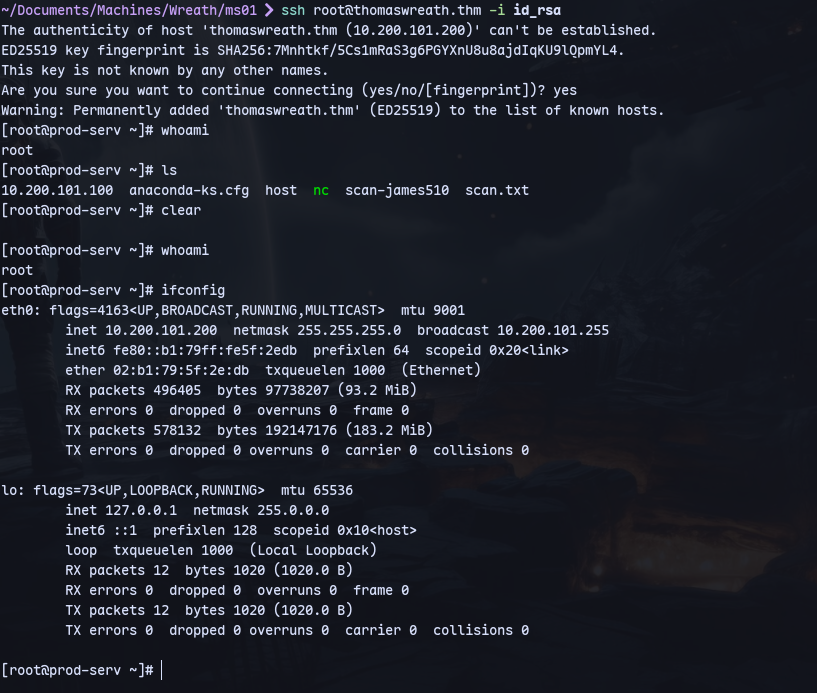 ~/Documents/Machines/Wreath/ms01 ❯ ssh root@thomaswreath.thm -i id_rsa
The authenticity of host 'thomaswreath.thm (10.200.101.200)' can't be established.
ED25519 key fingerprint is SHA256:7Mnhtkf/5Cs1mRaS3g6PGYXnU8u8ajdIqKU9lQpmYL4.
This key is not known by any other names.
Are you sure you want to continue connecting (yes/no/[fingerprint])? yes
Warning: Permanently added 'thomaswreath.thm' (ED25519) to the list of known hosts.
[root@prod-serv ~]# whoami
root
[root@prod-serv ~]# ls
10.200.101.100  anaconda-ks.cfg  host  nc  scan-james510  scan.txt
[root@prod-serv ~]# clear
[root@prod-serv ~]# whoami
root
[root@prod-serv ~]# ifconfig
eth0: flags=4163<UP,BROADCAST,RUNNING,MULTICAST>  mtu 9001
        inet 10.200.101.200  netmask 255.255.255.0  broadcast 10.200.101.255
        inet6 fe80::b1:79ff:fe5f:2edb  prefixlen 64  scopeid 0x20<link>
        ether 02:b1:79:5f:2e:db  txqueuelen 1000  (Ethernet)
        RX packets 496405  bytes 97738207 (93.2 MiB)
        RX errors 0  dropped 0  overruns 0  frame 0
        TX packets 578132  bytes 192147176 (183.2 MiB)
        TX errors 0  dropped 0 overruns 0  carrier 0  collisions 0
lo: flags=73<UP,LOOPBACK,RUNNING>  mtu 65536
        inet 127.0.0.1  netmask 255.0.0.0
        inet6 ::1  prefixlen 128  scopeid 0x10<host>
        loop  txqueuelen 1000  (Local Loopback)
        RX packets 12  bytes 1020 (1020.0 B)
        RX errors 0  dropped 0  overruns 0  frame 0
        TX packets 12  bytes 1020 (1020.0 B)
        TX errors 0  dropped 0 overruns 0  carrier 0  collisions 0
[root@prod-serv ~]#